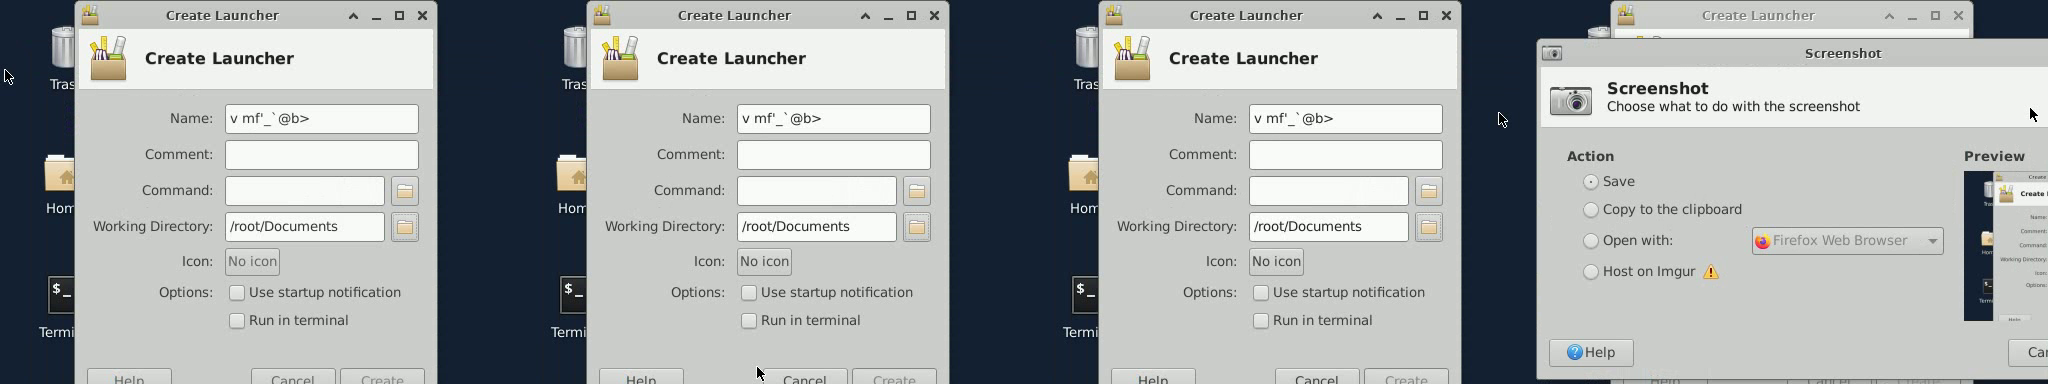 Create Launcher
Create Launcher
Name: v mf'_`@b>
Comment:
Command:
Working Directory: /root/Documents
Icon: No icon
Options: Use startup notification
Run in terminal
Help Cancel Create
Tras
Hom
$_
Termi
Create Launcher
Create Launcher
Name: v mf'_`@b>
Comment:
Command:
Working Directory: /root/Documents
Icon: No icon
Options: Use startup notification
Run in terminal
Help Cancel Create
Tras
Hom
$_
Termi
Create Launcher
Create Launcher
Name: v mf'_`@b>
Comment:
Command:
Working Directory: /root/Documents
Icon: No icon
Options: Use startup notification
Run in terminal
Help Cancel Create
Tras
Hom
$_
Termi
Create Launcher
Screenshot
Screenshot
Choose what to do with the screenshot
Action
Save
Copy to the clipboard
Open with: Firefox Web Browser
Host on Imgur
Preview
Help
Can